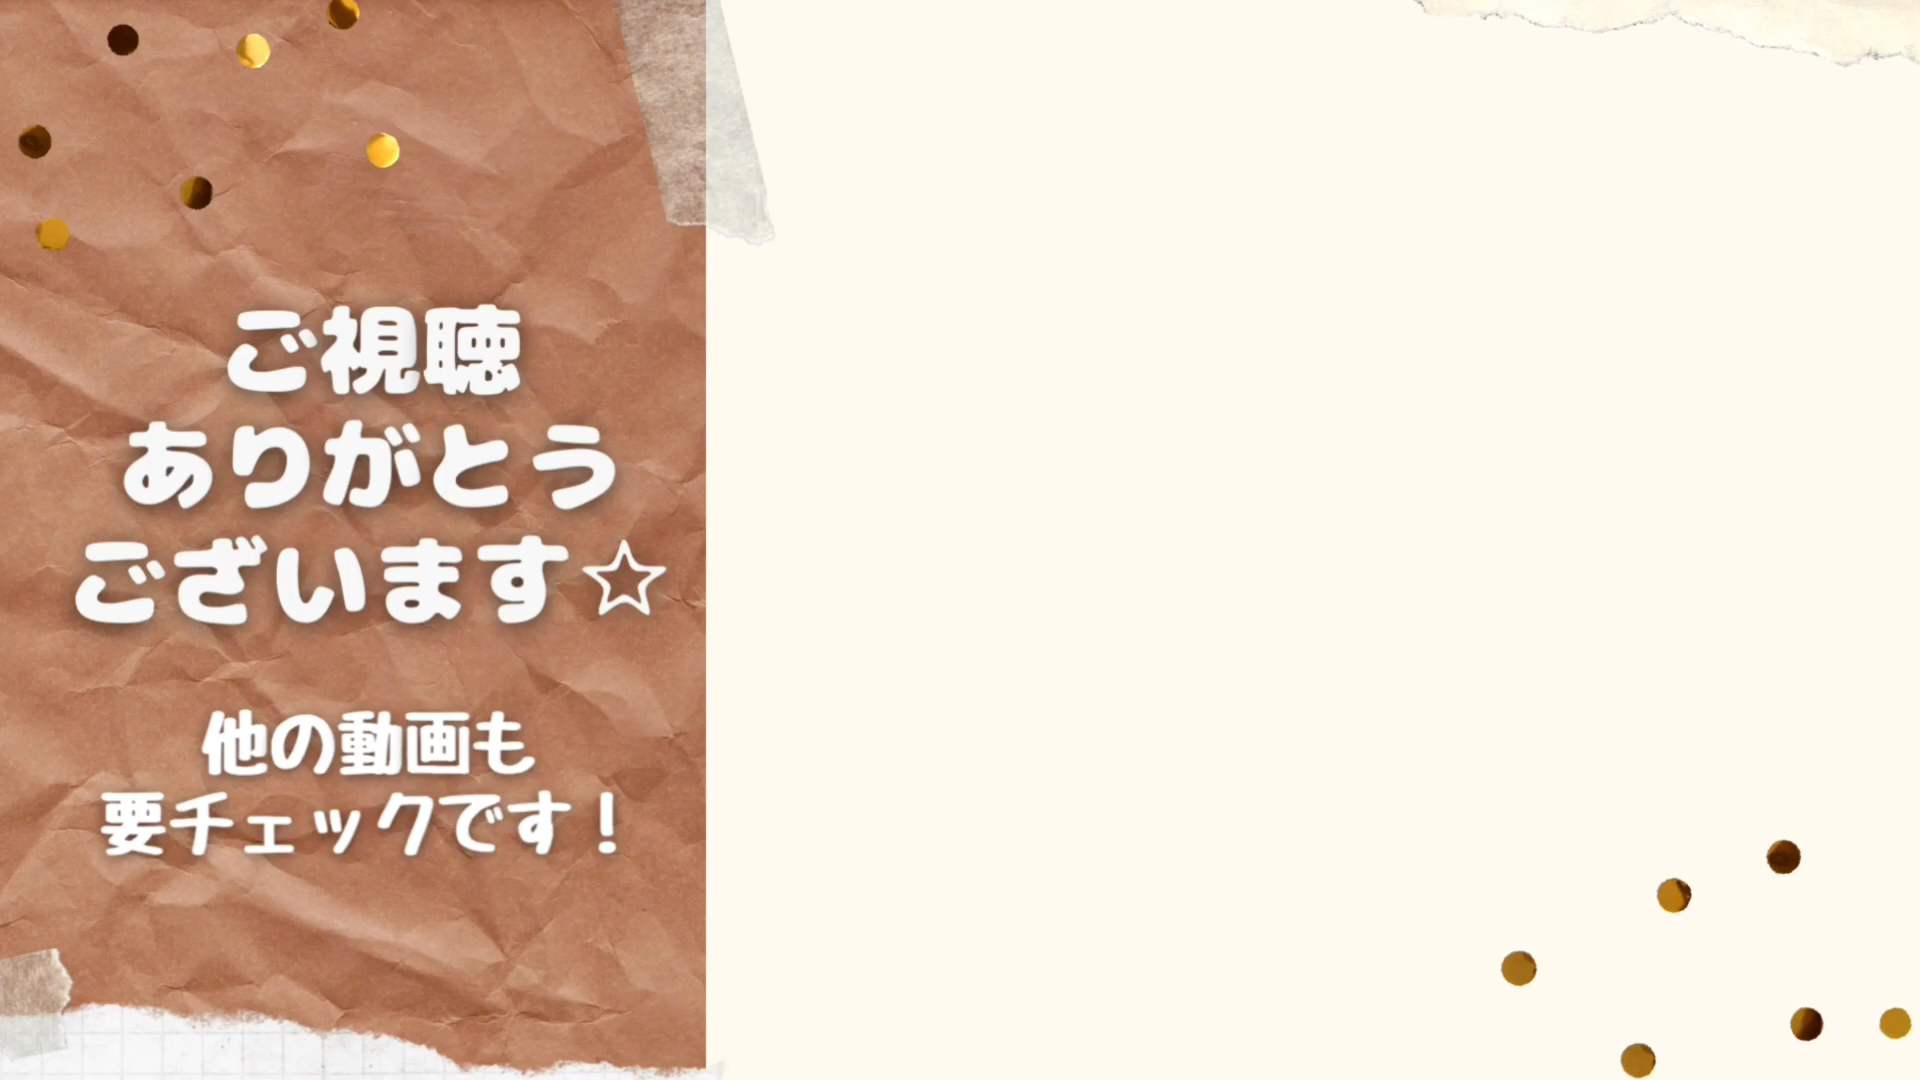 ご視聴
ありがとう
ございます☆
他の動画も
要チェックです！